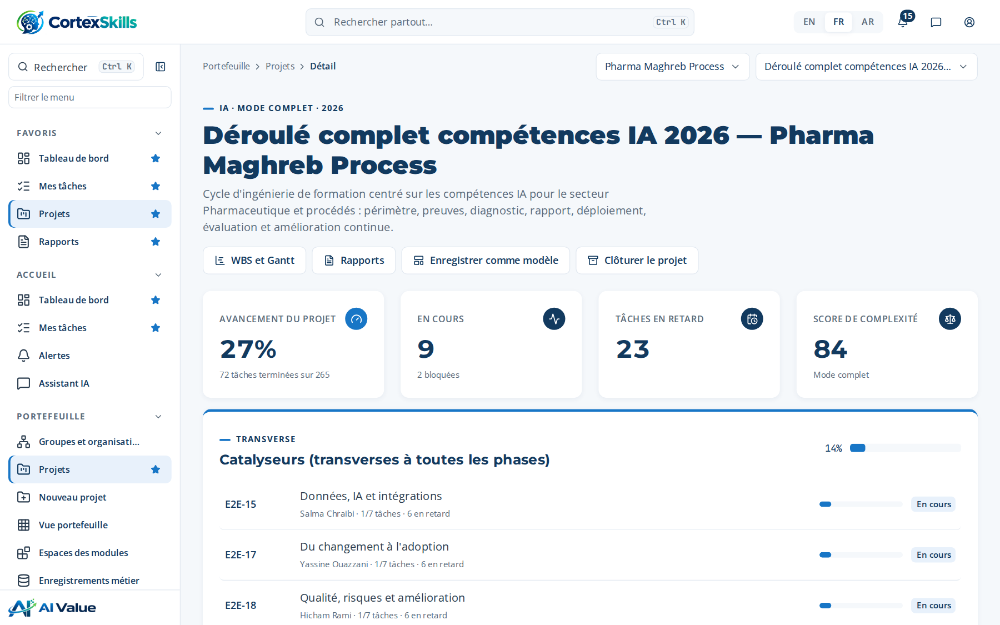 CortexSkills
Rechercher partout...
Ctrl K
EN
FR
AR
15
Rechercher
Ctrl K
Filtrer le menu
FAVORIS
Tableau de bord
Mes tâches
Projets
Rapports
ACCUEIL
Tableau de bord
Mes tâches
Alertes
Assistant IA
PORTEFEUILLE
Groupes et organisati...
Projets
Nouveau projet
Vue portefeuille
Espaces des modules
Enregistrements métier
AI AI Value
Portefeuille > Projets > Détail
Pharma Maghreb Process
Déroulé complet compétences IA 2026...
IA · MODE COMPLET · 2026
Déroulé complet compétences IA 2026 — Pharma
Maghreb Process
Cycle d'ingénierie de formation centré sur les compétences IA pour le secteur
Pharmaceutique et procédés : périmètre, preuves, diagnostic, rapport, déploiement,
évaluation et amélioration continue.
WBS et Gantt
Rapports
Enregistrer comme modèle
Clôturer le projet
AVANCEMENT DU PROJET
27%
72 tâches terminées sur 265
EN COURS
9
2 bloquées
TÂCHES EN RETARD
23
SCORE DE COMPLEXITÉ
84
Mode complet
TRANSVERSE
Catalyseurs (transverses à toutes les phases)
14%
E2E-15
Données, IA et intégrations
Salma Chraibi · 1/7 tâches · 6 en retard
En cours
E2E-17
Du changement à l'adoption
Yassine Ouazzani · 1/7 tâches · 6 en retard
En cours
E2E-18
Qualité, risques et amélioration
Hicham Rami · 1/7 tâches · 6 en retard
En cours